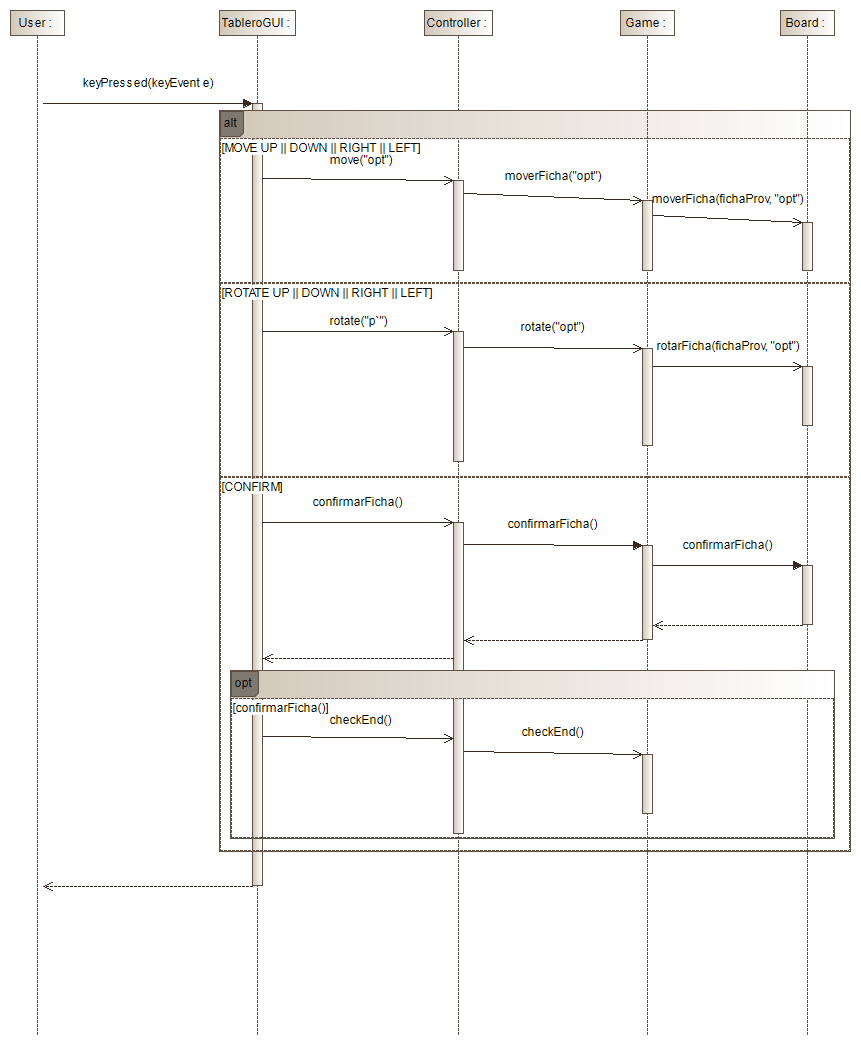 User :
TableroGUI :
Controller :
Game :
Board :
keyPressed(keyEvent e)
alt
[MOVE UP || DOWN || RIGHT || LEFT]
move("opt")
moverFicha("opt")
moverFicha(fichaProv, "opt")
[ROTATE UP || DOWN || RIGHT || LEFT]
rotate("p`")
rotate("opt")
rotarFicha(fichaProv, "opt")
[CONFIRM]
confirmarFicha()
confirmarFicha()
confirmarFicha()
opt
[confirmarFicha()]
checkEnd()
checkEnd()